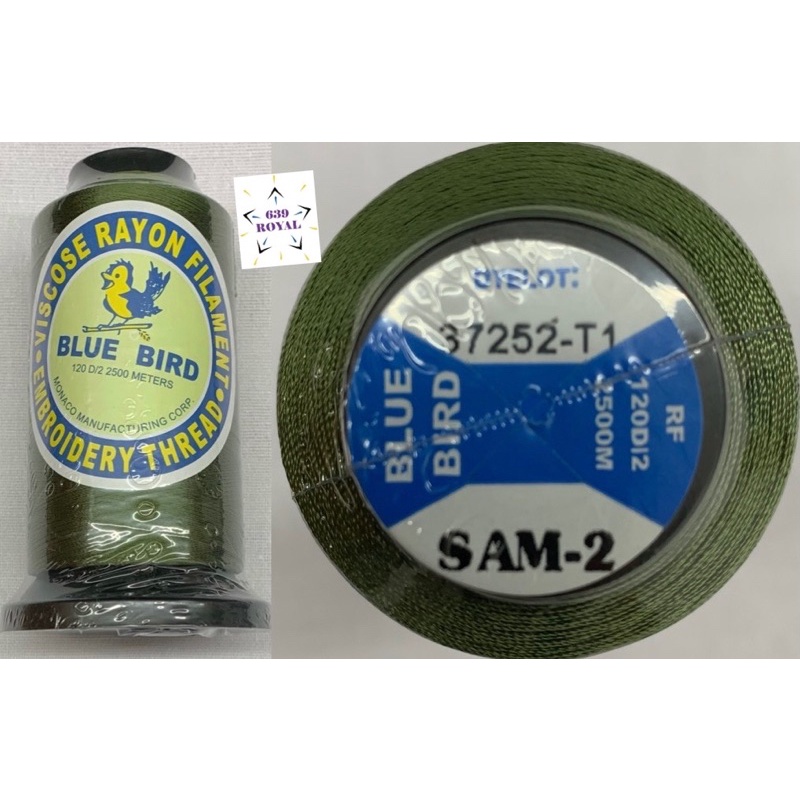 • VISCOSE RAYON FILAMENT •
BLUE BIRD
120 D/2 2500 METERS
MONACO MANUFACTURING CORP.
EMBROIDERY THREAD
639
ROYAL
DYELOT:
37252-T1
BLUE
BIRD
RF
120D/2
2500M
SAM-2